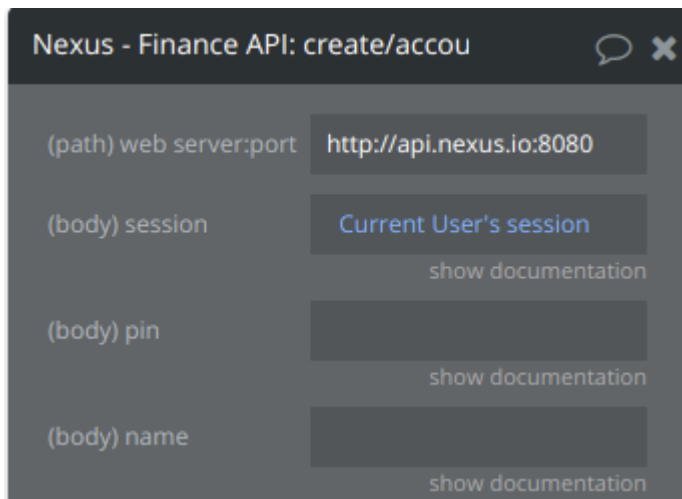 Nexus - Finance API: create/accou
(path) web server:port http://api.nexus.io:8080
(body) session Current User's session
show documentation
(body) pin
show documentation
(body) name
show documentation